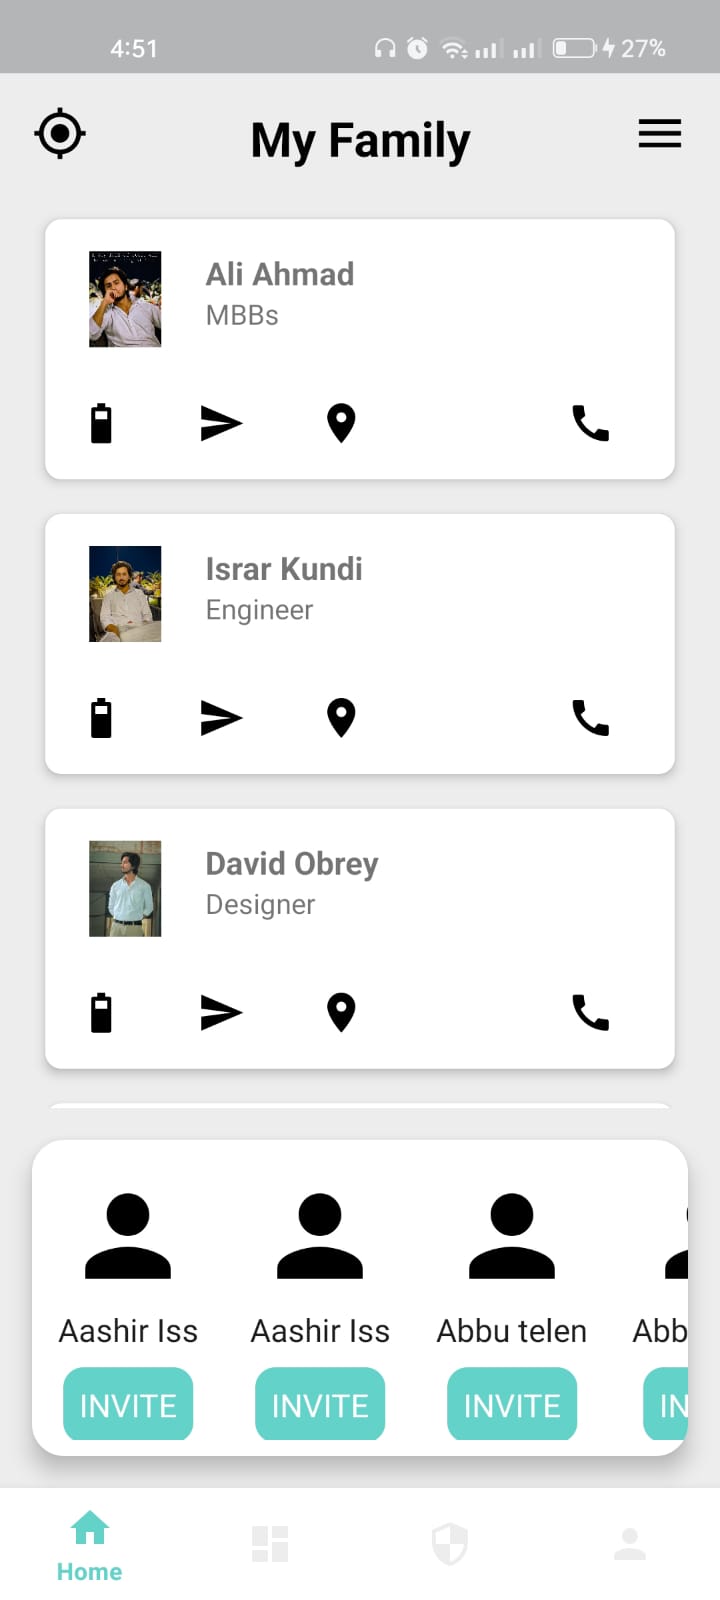 4:51
27%
My Family
Ali Ahmad
MBBs
Israr Kundi
Engineer
David Obrey
Designer
Aashir Iss
Aashir Iss
Abbu telen
Abb
INVITE
INVITE
INVITE
IN
Home